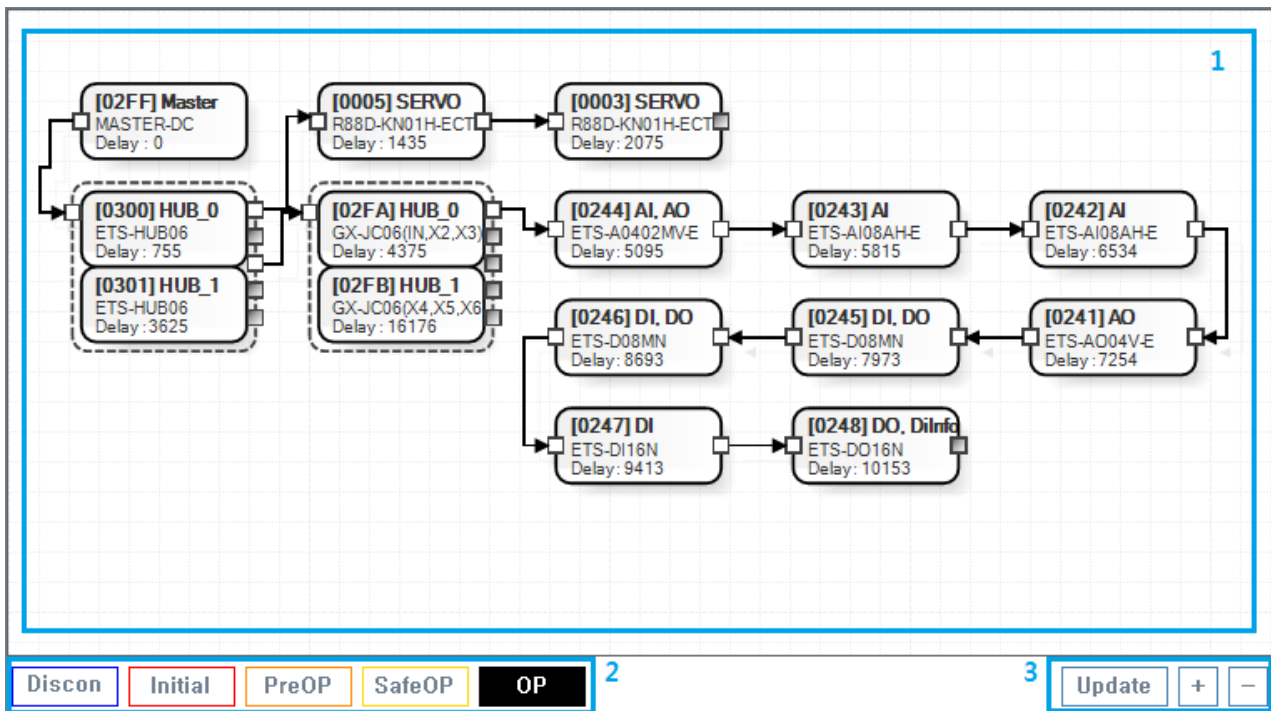 1
[02FF] Master
MASTER-DC
Delay : 0
[0005] SERVO
R88D-KN01H-ECT
Delay : 1435
[0003] SERVO
R88D-KN01H-ECT
Delay : 2075
[0300] HUB_0
ETS-HUB06
Delay : 755
[0301] HUB_1
ETS-HUB06
Delay : 3625
[02FA] HUB_0
GX-JC06(IN,X2,X3)
Delay : 4375
[02FB] HUB_1
GX-JC06(X4,X5,X6
Delay : 16176
[0244] AI, AO
ETS-A0402MV-E
Delay : 5095
[0243] AI
ETS-AI08AH-E
Delay : 5815
[0242] AI
ETS-AI08AH-E
Delay : 6534
[0246] DI, DO
ETS-D08MN
Delay : 8693
[0245] DI, DO
ETS-D08MN
Delay : 7973
[0241] AO
ETS-AO04V-E
Delay : 7254
[0247] DI
ETS-DI16N
Delay : 9413
[0248] DO, DiInfo
ETS-DO16N
Delay : 10153
Discon
Initial
PreOP
SafeOP
OP
2
3
Update
+
−